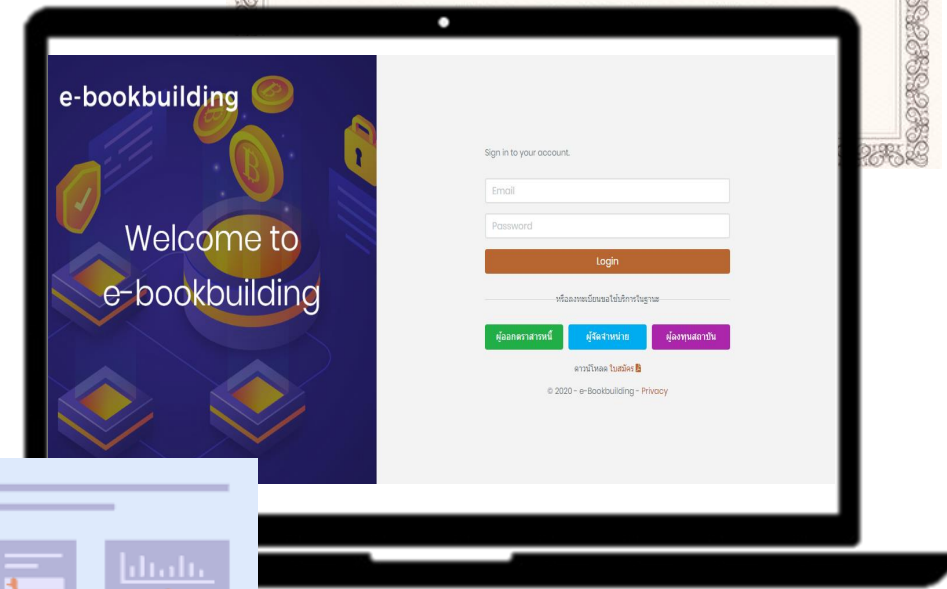 e-bookbuilding
Welcome to
e-bookbuilding
Sign in to your account.
Email
Password
Login
หรือลงทะเบียนขอใช้บริการในฐานะ
ผู้ออกตราสารหนี้
ผู้จัดจำหน่าย
ผู้ลงทุนสถาบัน
ดาวน์โหลด ใบสมัคร
© 2020 - e-Bookbuilding - Privacy